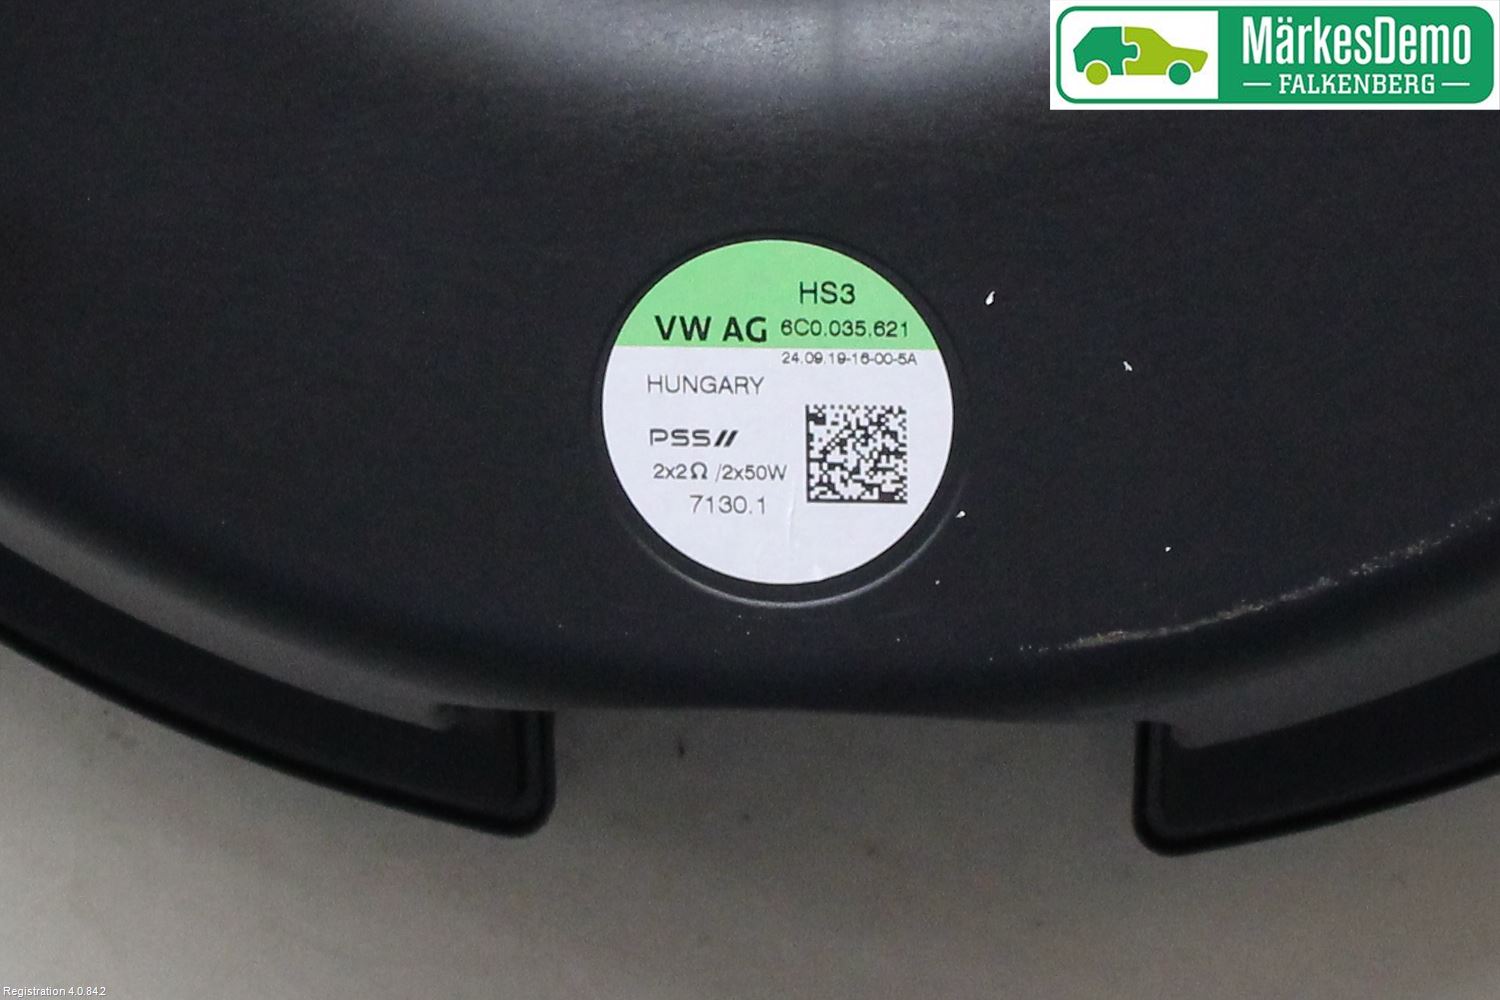 MärkesDemo
FALKENBERG
HS3
VW AG 6C0.035.621
24.09.19-16-00-5A
HUNGARY
PSS//
2x2Ω /2x50W
7130.1
Registration 4.0.842